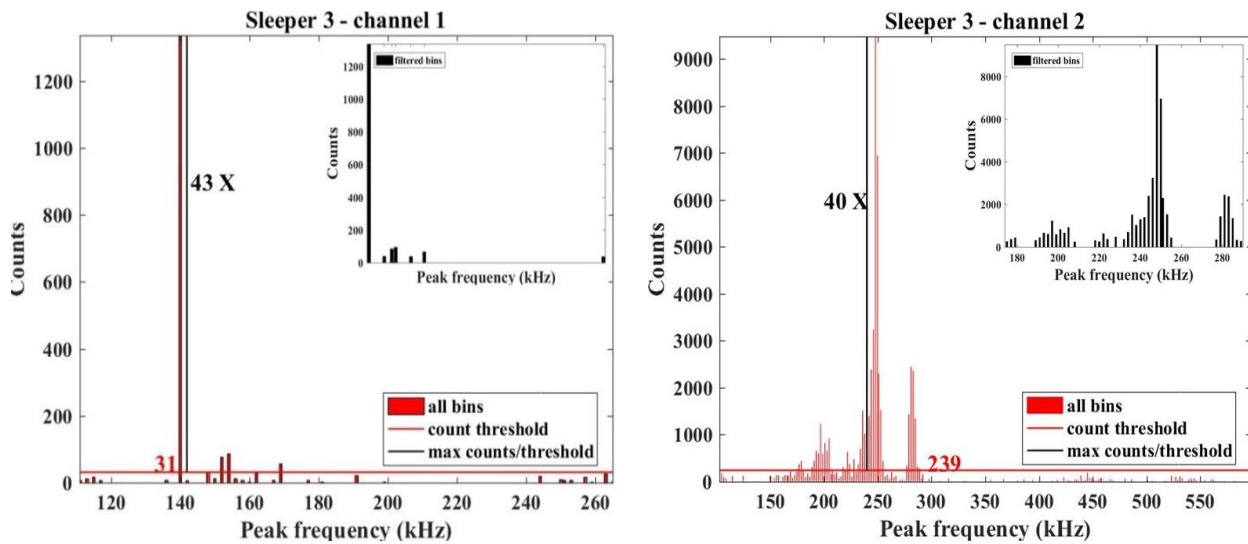 Sleeper 3 - channel 1
1200
1000
800
600
400
200
0
Counts
43 X
31
120
140
160
180
200
220
240
260
Peak frequency (kHz)
all bins
count threshold
max counts/threshold
filtered bins
1200
1000
800
600
400
200
0
Counts
Peak frequency (kHz)
Sleeper 3 - channel 2
9000
8000
7000
6000
5000
4000
3000
2000
1000
0
Counts
40 X
239
150
200
250
300
350
400
450
500
550
Peak frequency (kHz)
all bins
count threshold
max counts/threshold
filtered bins
8000
6000
4000
2000
0
Counts
180
200
220
240
260
280
Peak frequency (kHz)